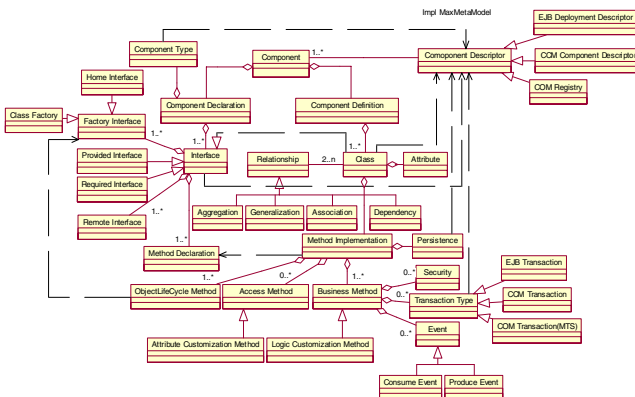 Impl MaxMetaModel
EJB Deployment Descriptor
Component Type
Component
1..*
Comoponent Descriptor
CCM Component Descriptor
Home Interface
COM Registry
Class Factory
Factory Interface
Component Declaration
Component Definition
1..*
1..*
1..*
Provided Interface
Interface
Relationship
2..n
Class
Attribute
Required Interface
1..*
Remote Interface
Aggregation
Generalization
Association
Dependency
1..*
Method Declaration
Method Implementation
Persistence
EJB Transaction
1..*
0..*
1..*
0..*
Security
ObjectLifeCycle Method
Access Method
Business Method
Transaction Type
CCM Transaction
0..*
0..*
Event
COM Transaction(MTS)
Attribute Customization Method
Logic Customization Method
Consume Event
Produce Event